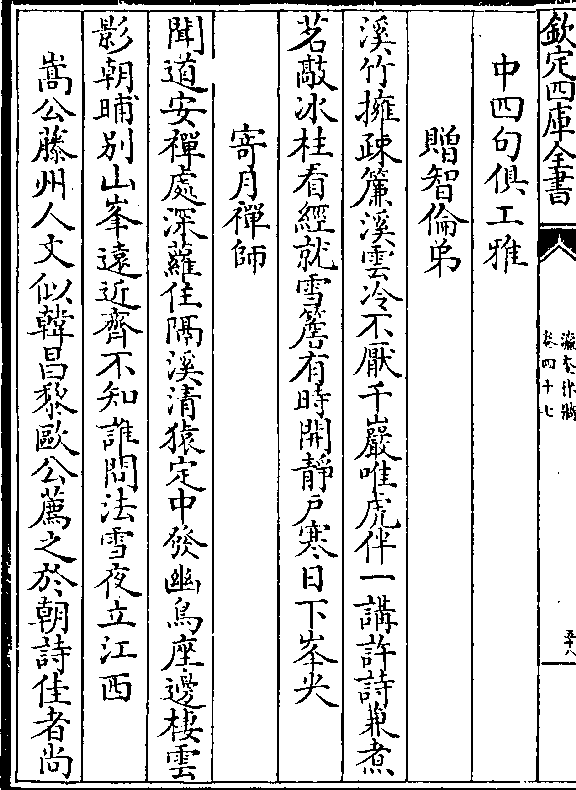 欽定四庫全書
瀛奎律髓
卷四十七
五十八
中四句俱工雅
贈智倫弟
溪竹擁疎簾溪雲冷不厭千巖唯虎伴一講許詩兼煮
茗敲冰柱看經就雪簷有時開靜戶寒日下峯尖
寄月禪師
聞道安禪處深蘿住隔溪清猿定中發幽鳥座邊棲雲
影朝晡別山峯遠近齊不知誰問法雪夜立江西
嵩公藤州人文似韓昌黎歐公薦之於朝詩佳者尚